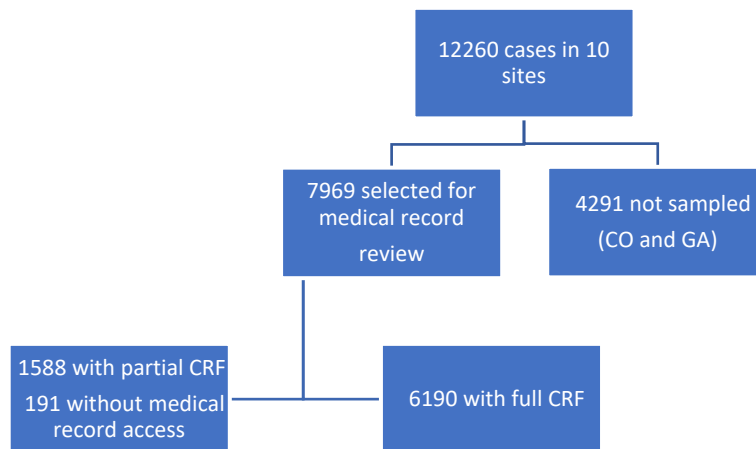 12260 cases in 10
sites
7969 selected for
medical record
review
4291 not sampled
(CO and GA)
1588 with partial CRF
191 without medical
record access
6190 with full CRF